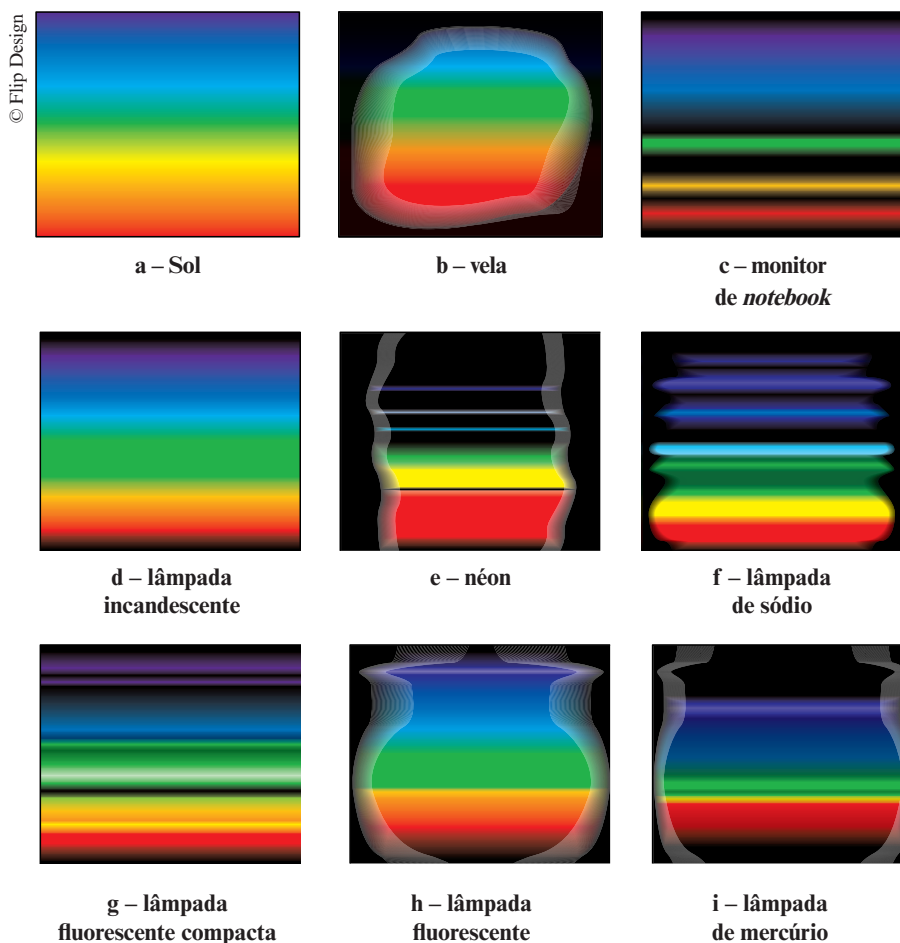 © Flip Design
a – Sol
b – vela
c – monitor
de notebook
d – lâmpada
incandescente
e – néon
f – lâmpada
de sódio
g – lâmpada
fluorescente compacta
h – lâmpada
fluorescente
i – lâmpada
de mercúrio